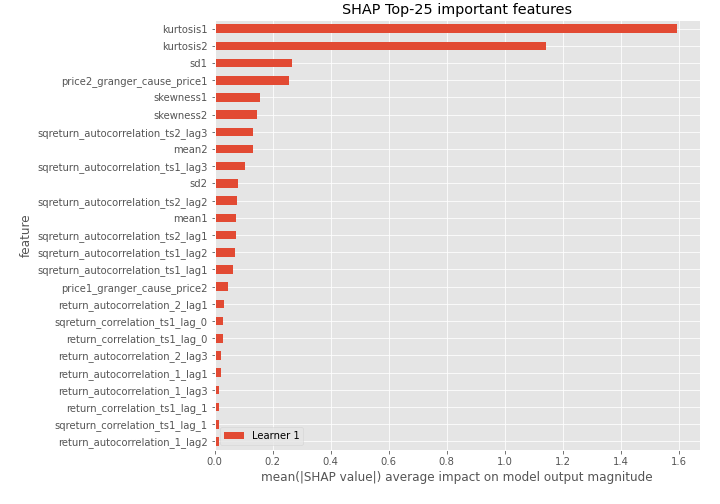 SHAP Top-25 important features
kurtosis1
kurtosis2
sd1
price2_granger_cause_price1
skewness1
skewness2
sqreturn_autocorrelation_ts2_lag3
mean2
sqreturn_autocorrelation_ts1_lag3
sd2
sqreturn_autocorrelation_ts2_lag2
mean1
sqreturn_autocorrelation_ts2_lag1
sqreturn_autocorrelation_ts1_lag2
sqreturn_autocorrelation_ts1_lag1
price1_granger_cause_price2
return_autocorrelation_2_lag1
sqreturn_correlation_ts1_lag_0
return_correlation_ts1_lag_0
return_autocorrelation_2_lag3
return_autocorrelation_1_lag1
return_autocorrelation_1_lag3
return_correlation_ts1_lag_1
sqreturn_correlation_ts1_lag_1
return_autocorrelation_1_lag2
feature
Learner 1
0.0 0.2 0.4 0.6 0.8 1.0 1.2 1.4 1.6
mean(|SHAP value|) average impact on model output magnitude